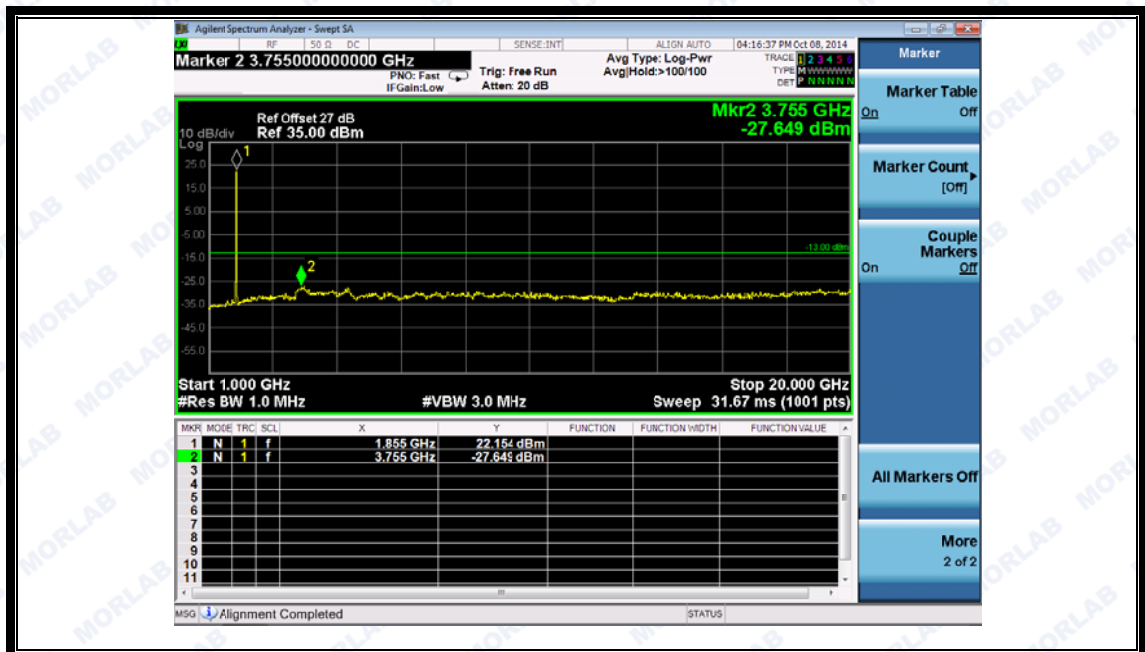 Agilent Spectrum Analyzer - Swept SA
RF 50 Ω DC SENSE:INT ALIGN AUTO 04:16:37 PM Oct 08, 2014
Marker 2 3.755000000000 GHz
PNO: Fast
IFGain:Low
Trig: Free Run
Atten: 20 dB
Avg Type: Log-Pwr
Avg|Hold:>100/100
TRACE 1 2 3 4 5 6
TYPE M WWWWW
DET P N N N N N
Mkr2 3.755 GHz
-27.649 dBm
Ref Offset 27 dB
10 dB/div Ref 35.00 dBm
Log
25.0
15.0
5.00
-5.00
-15.0
-25.0
-35.0
-45.0
-55.0
1
2
-13.00 dBm
Start 1.000 GHz Stop 20.000 GHz
#Res BW 1.0 MHz #VBW 3.0 MHz Sweep 31.67 ms (1001 pts)
MKR MODE TRC SCL X Y FUNCTION FUNCTION WIDTH FUNCTION VALUE
1 N 1 f 1.855 GHz 22.154 dBm
2 N 1 f 3.755 GHz -27.649 dBm
3
4
5
6
7
8
9
10
11
MSG Alignment Completed STATUS
Marker
Marker Table
On Off
Marker Count
[Off]
Couple
Markers
On Off
All Markers Off
More
2 of 2
MORLAB